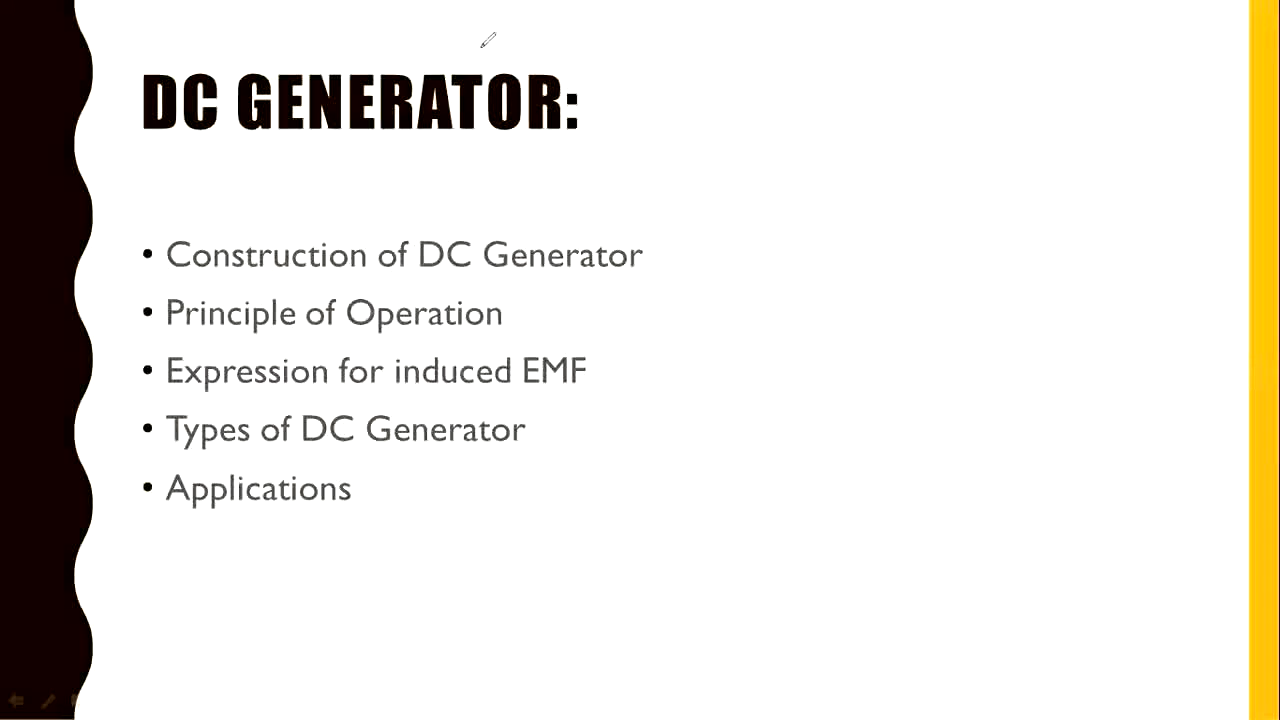 DC GENERATOR:
• Construction of DC Generator
• Principle of Operation
• Expression for induced EMF
• Types of DC Generator
• Applications